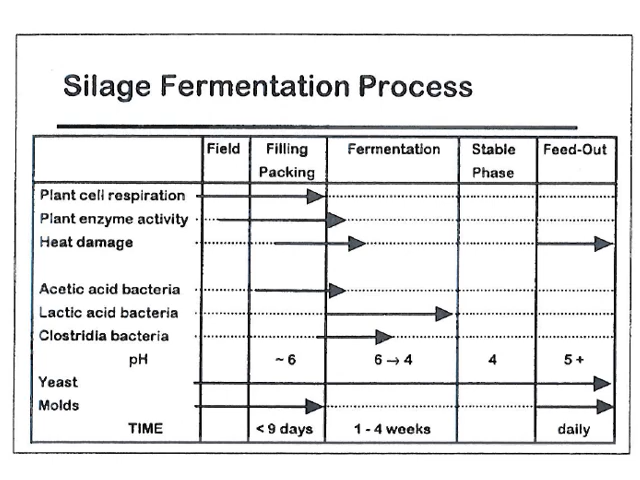 Silage Fermentation Process
Field Filling Packing Fermentation Stable Phase Feed-Out
Plant cell respiration
Plant enzyme activity
Heat damage
Acetic acid bacteria
Lactic acid bacteria
Clostridia bacteria
pH ~ 6 6 → 4 4 5 +
Yeast
Molds
TIME < 9 days 1 - 4 weeks daily